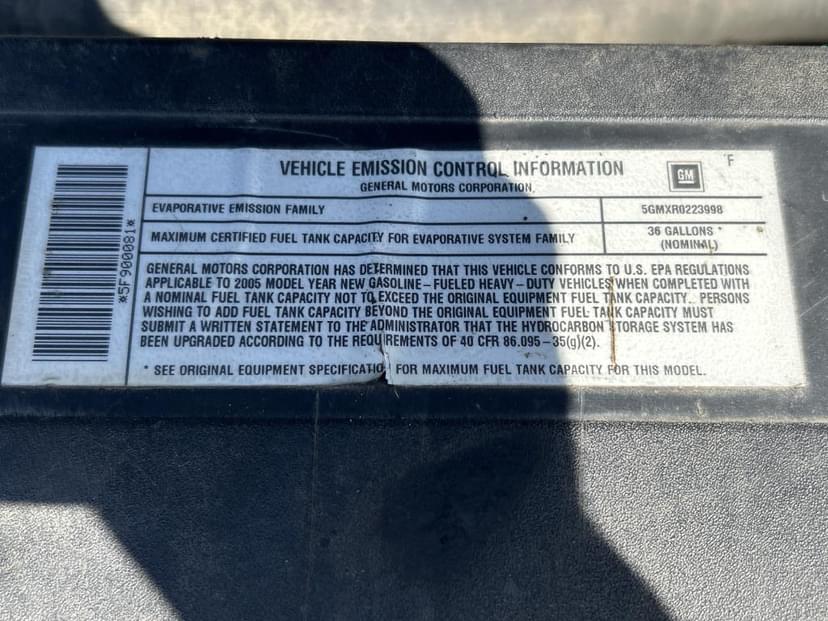 VEHICLE EMISSION CONTROL INFORMATION
GENERAL MOTORS CORPORATION
GM
F
EVAPORATIVE EMISSION FAMILY 5GMXR0223998
MAXIMUM CERTIFIED FUEL TANK CAPACITY FOR EVAPORATIVE SYSTEM FAMILY 36 GALLONS *
(NOMINAL)
GENERAL MOTORS CORPORATION HAS DETERMINED THAT THIS VEHICLE CONFORMS TO U.S. EPA REGULATIONS
APPLICABLE TO 2005 MODEL YEAR NEW GASOLINE-FUELED HEAVY-DUTY VEHICLES WHEN COMPLETED WITH
A NOMINAL FUEL TANK CAPACITY NOT TO EXCEED THE ORIGINAL EQUIPMENT FUEL TANK CAPACITY. PERSONS
WISHING TO ADD FUEL TANK CAPACITY BEYOND THE ORIGINAL EQUIPMENT FUEL TANK CAPACITY MUST
SUBMIT A WRITTEN STATEMENT TO THE ADMINISTRATOR THAT THE HYDROCARBON STORAGE SYSTEM HAS
BEEN UPGRADED ACCORDING TO THE REQUIREMENTS OF 40 CFR 86.095-35(g)(2).
* SEE ORIGINAL EQUIPMENT SPECIFICATIO FOR MAXIMUM FUEL TANK CAPACITY FOR THIS MODEL.
*5F900081*